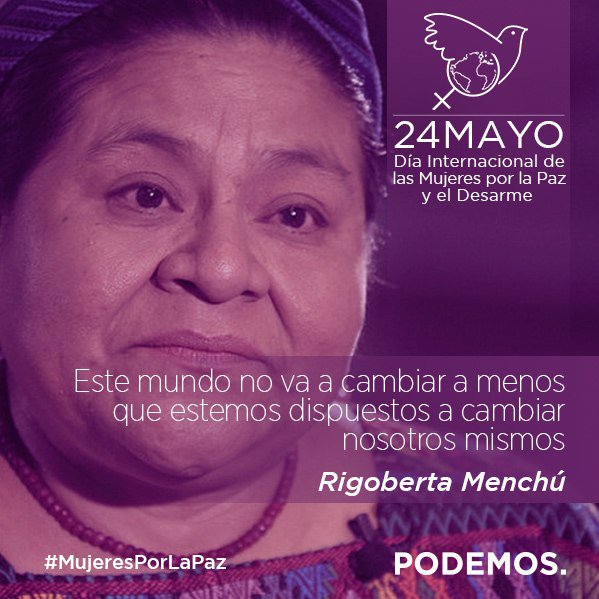 24MAYO
Día Internacional de
las Mujeres por la Paz
y el Desarme
Este mundo no va a cambiar a menos
que estemos dispuestos a cambiar
nosotros mismos
Rigoberta Menchú
#MujeresPorLaPaz
PODEMOS.